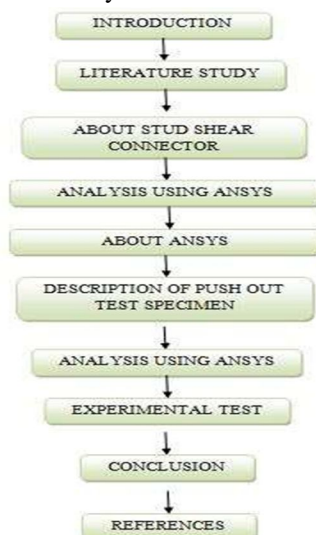 INTRODUCTION
LITERATURE STUDY
ABOUT STUD SHEAR
CONNECTOR
ANALYSIS USING ANSYS
ABOUT ANSYS
DESCRIPTION OF PUSH OUT
TEST SPECIMEN
ANALYSIS USING ANSYS
EXPERIMENTAL TEST
CONCLUSION
REFERENCES